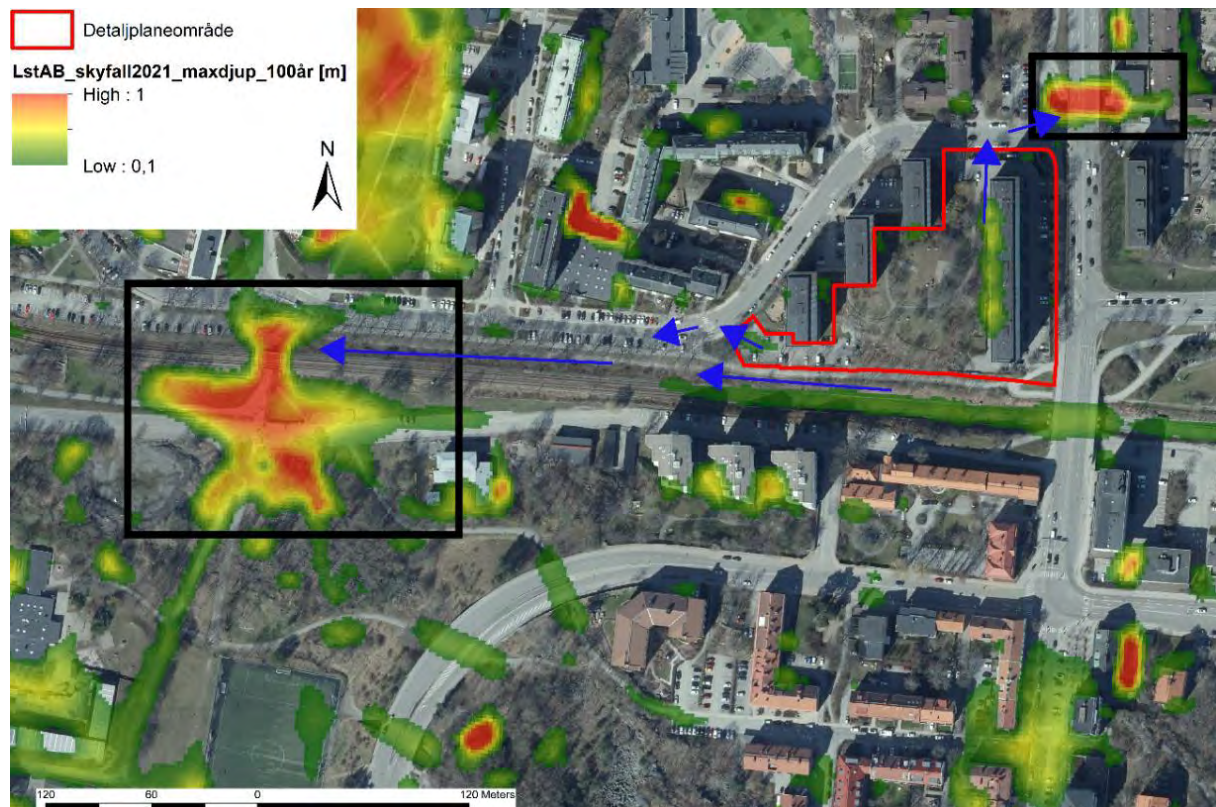 Detaljplaneområde
LstAB_skyfall2021_maxdjup_100år [m]
High : 1
Low : 0,1
N
120 60 0 120 Meters